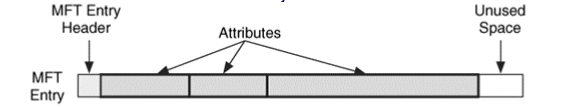 MFT Entry
Header
Attributes
Unused
Space
MFT
Entry